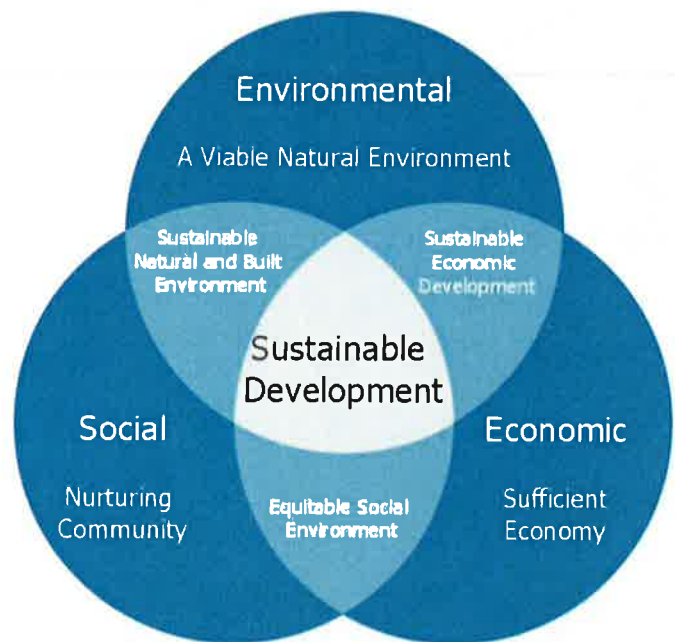 Environmental
A Viable Natural Environment
Sustainable
Natural and Built
Environment
Sustainable
Economic
Development
Sustainable
Development
Social
Nurturing
Community
Equitable Social
Environment
Economic
Sufficient
Economy